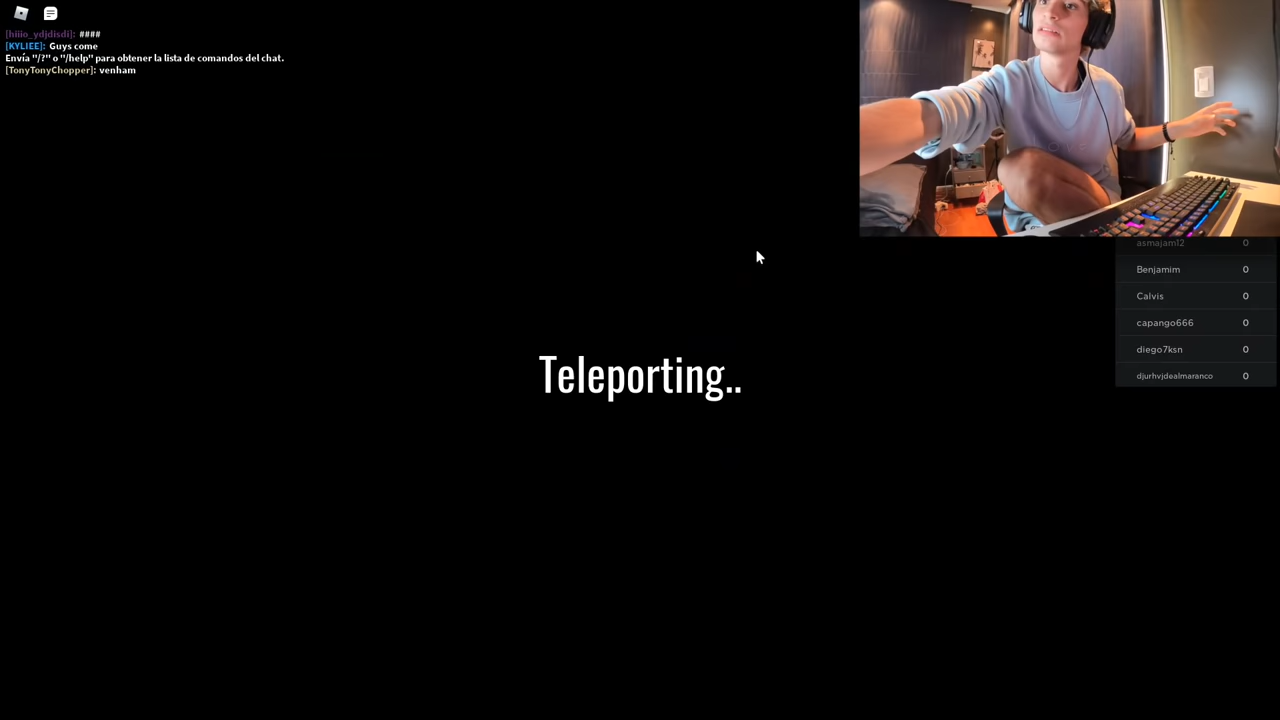 [hiiio_ydjdisdi]: ####
[KYLIEE]: Guys come
Envía "/?" o "/help" para obtener la lista de comandos del chat.
[TonyTonyChopper]: venham
asmajam12 0
Benjamim 0
Calvis 0
capango666 0
diego7ksn 0
djurhvjdealmaranco 0
Teleporting..